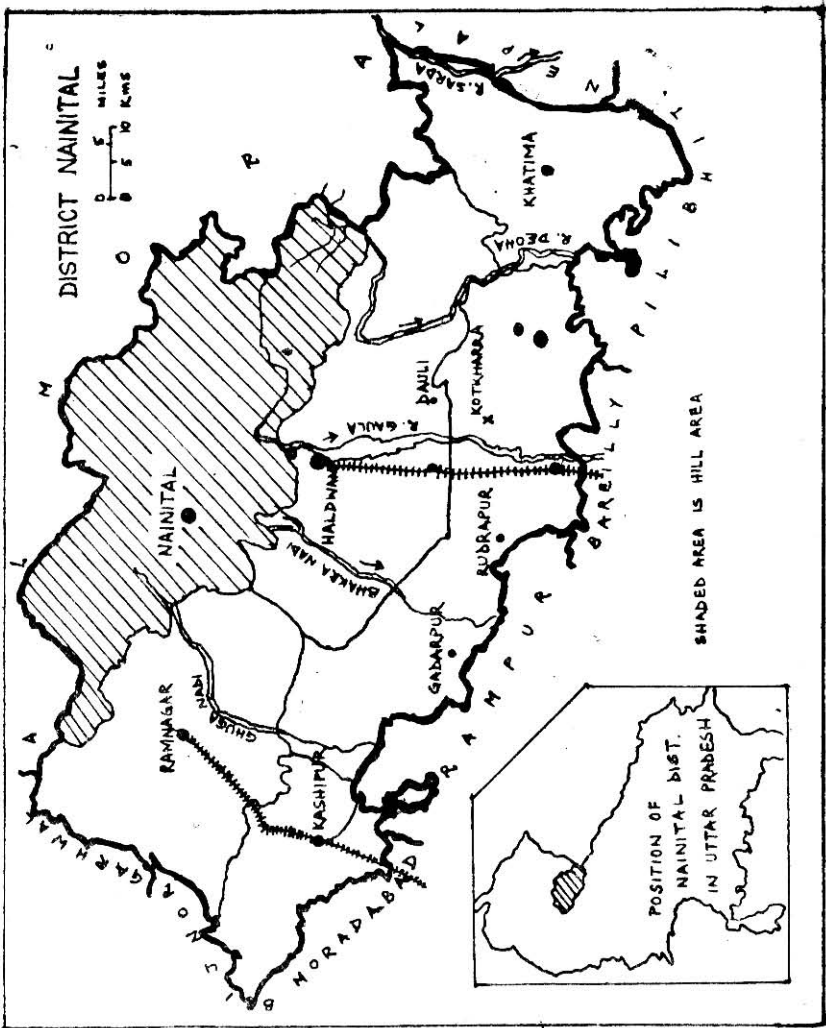 DISTRICT NAINITAL
0 5 MILES
0 5 10 KMS
ALMORA
GARHWA
BIJNOR
MORADABAD
RAMPUR
BAREILLY
PILIBHIT
NEPAL
NAINITAL
RAMNAGAR
KASHIPUR
GHUGA NADI
BHAKRA NADI
HALDWANI
R. GAULA
DAULI
KOTKHARRA
GADARPUR
RUDRAPUR
R. DEOHA
KHATIMA
R. SARDA
SHADED AREA IS HILL AREA
POSITION OF
NAINITAL DIST.
IN UTTAR PRADESH